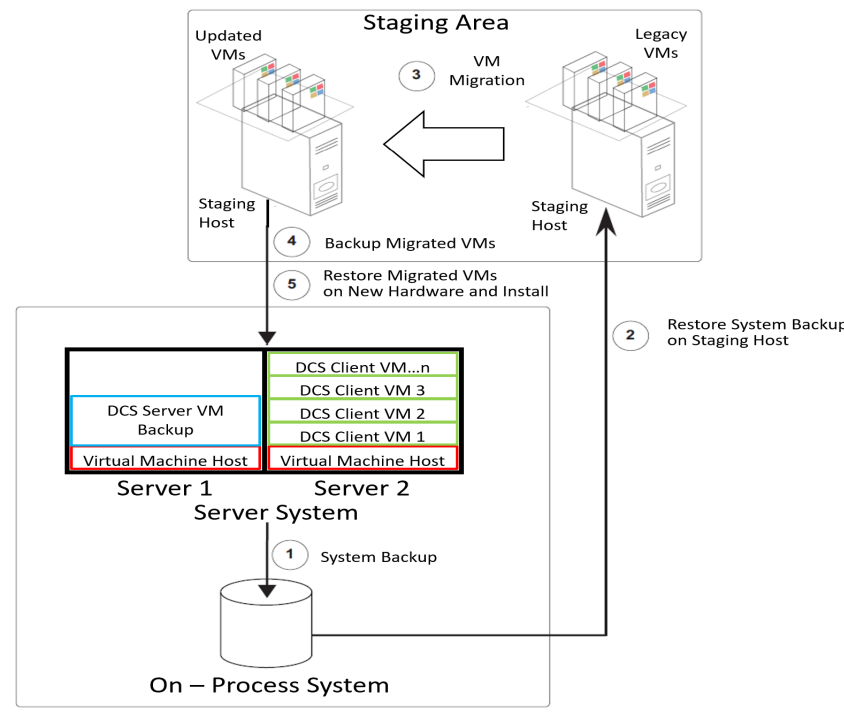 Staging Area
Updated
VMs
Legacy
VMs
3
VM
Migration
Staging
Host
Staging
Host
4
Backup Migrated VMs
5
Restore Migrated VMs
on New Hardware and Install
2
Restore System Backup
on Staging Host
DCS Client VM...n
DCS Client VM 3
DCS Server VM
Backup
DCS Client VM 2
DCS Client VM 1
Virtual Machine Host
Virtual Machine Host
Server 1
Server 2
Server System
1
System Backup
On – Process System